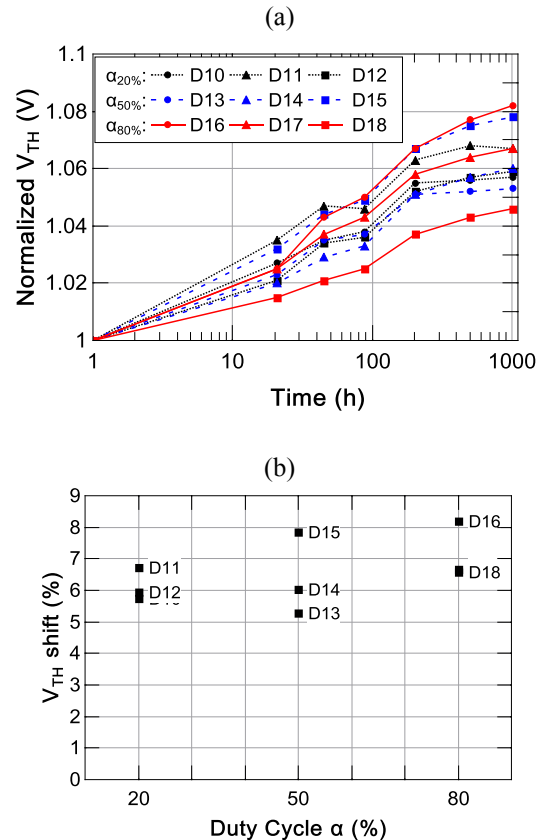 (a)
1.1
1.08
1.06
1.04
1.02
1
Normalized VTH (V)
α20%: D10 D11 D12
α50%: D13 D14 D15
α80%: D16 D17 D18
1 10 100 1000
Time (h)
(b)
9
8
7
6
5
4
3
2
1
0
VTH shift (%)
D11
D12
D15
D14
D13
D16
D18
20 50 80
Duty Cycle α (%)